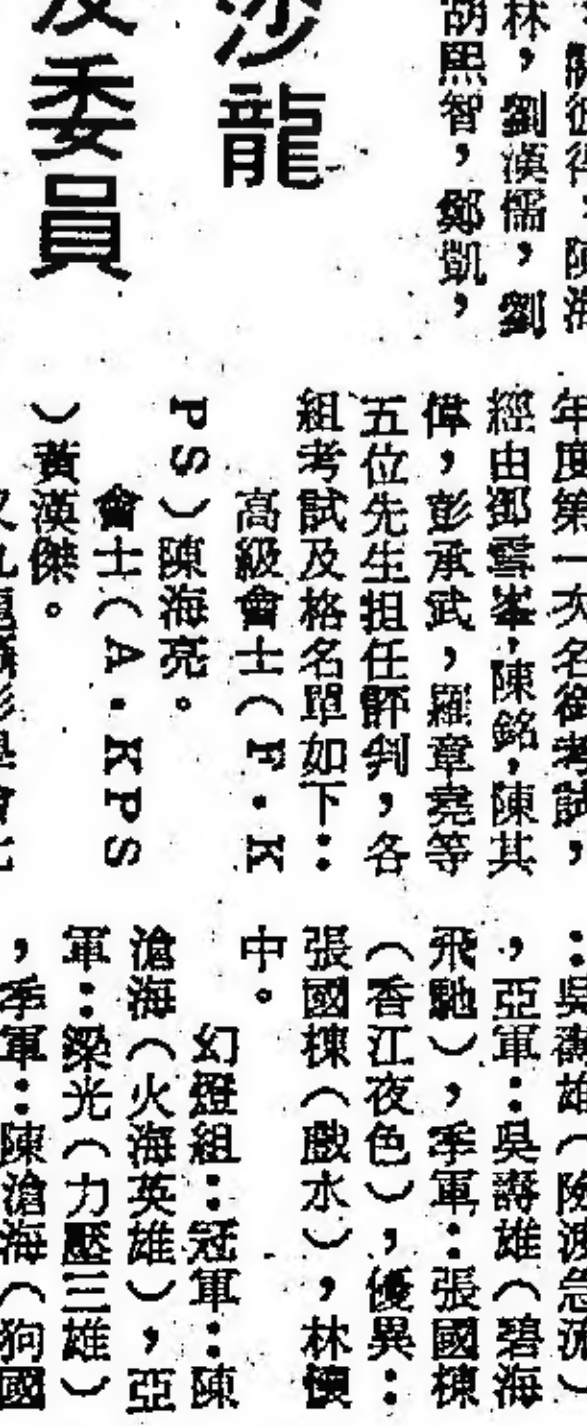 沙龍
委員
林，劉漢儒，劉
胡煕智，鄭凱，
年度第一次名銜考試，
經由鄧雪峯，陳銘，陳其
偉，彭承武，羅章堯等
五位先生担任評判，各
組考試及格名單如下：
高級會士（F．K
PS）陳海亮。
會士（A．KPS
）黃漢傑。
：吳壽雄（險波急流）
，亞軍：吳壽雄（碧海
飛馳），季軍：張國棟
（香江夜色），優異：
張國棟（戲水），林
中。
幻燈組：冠軍：陳
滄海（火海英雄），亞
軍：梁光（力壓三雄）
，季軍：陳滄海（狗國